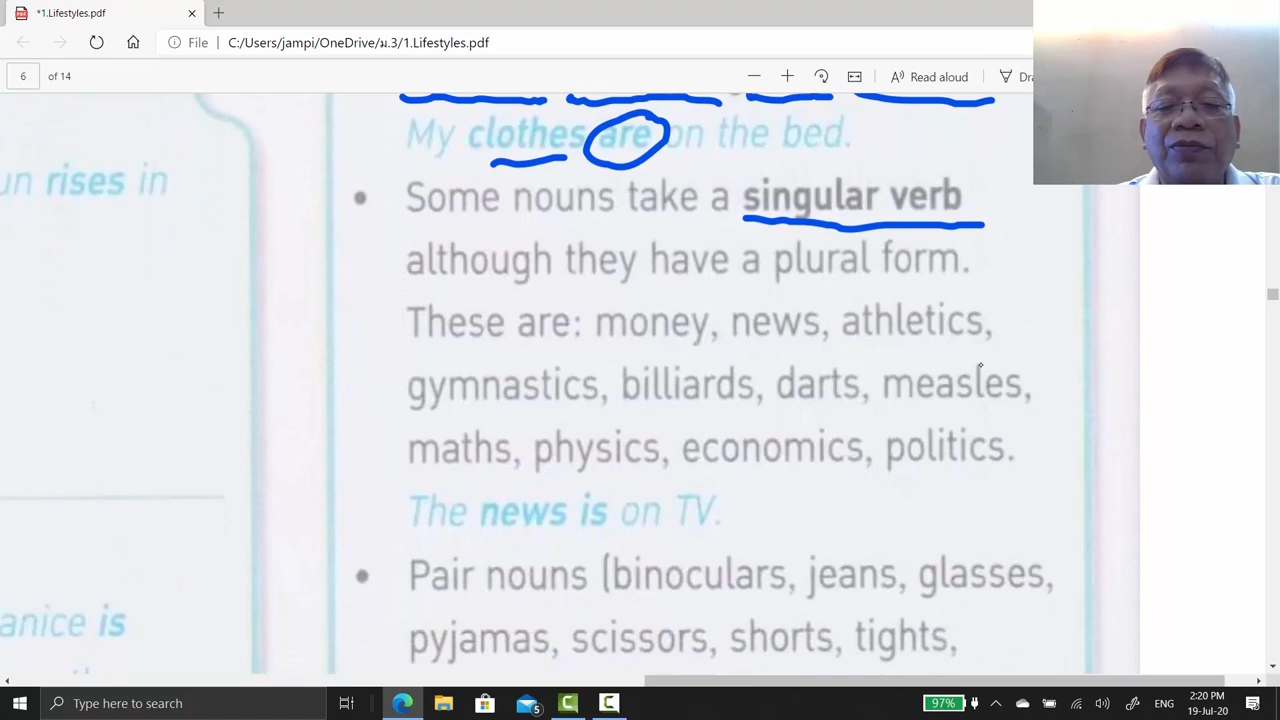 *1.Lifestyles.pdf
File
C:/Users/jampi/OneDrive/ม.3/1.Lifestyles.pdf
6 of 14
Read aloud
My clothes are on the bed.
un rises in
• Some nouns take a singular verb
although they have a plural form.
These are: money, news, athletics,
gymnastics, billiards, darts, measles,
maths, physics, economics, politics.
The news is on TV.
• Pair nouns (binoculars, jeans, glasses,
anice is
pyjamas, scissors, shorts, tights,
Type here to search
5
97%
ENG
2:20 PM
19-Jul-20